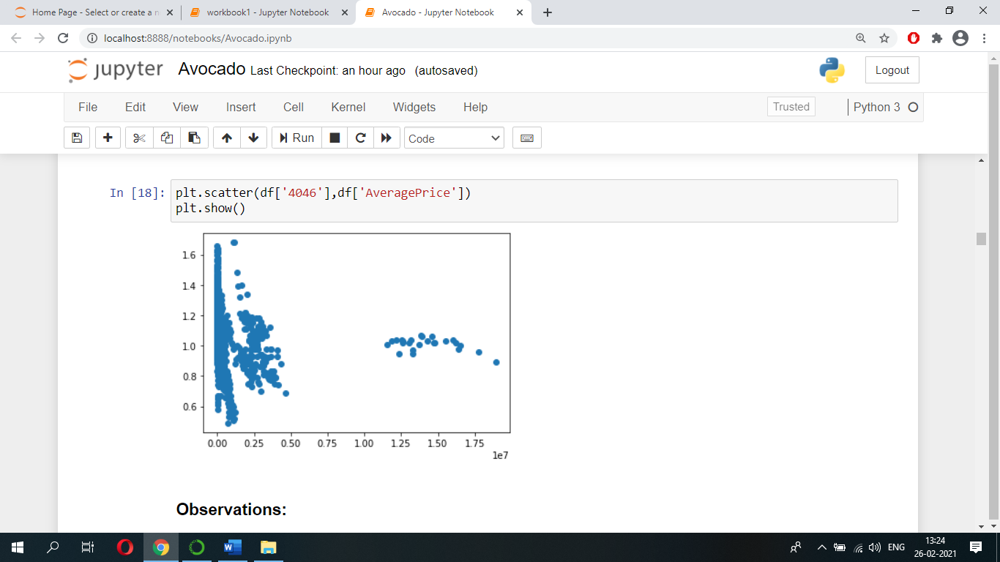 Home Page - Select or create a n
workbook1 - Jupyter Notebook
Avocado - Jupyter Notebook
localhost:8888/notebooks/Avocado.ipynb
jupyter Avocado Last Checkpoint: an hour ago (autosaved)
Logout
File Edit View Insert Cell Kernel Widgets Help
Trusted
Python 3
Run
Code
In [18]: plt.scatter(df['4046'],df['AveragePrice'])
plt.show()
1.6
1.4
1.2
1.0
0.8
0.6
0.00 0.25 0.50 0.75 1.00 1.25 1.50 1.75
1e7
Observations:
ENG
13:24
26-02-2021